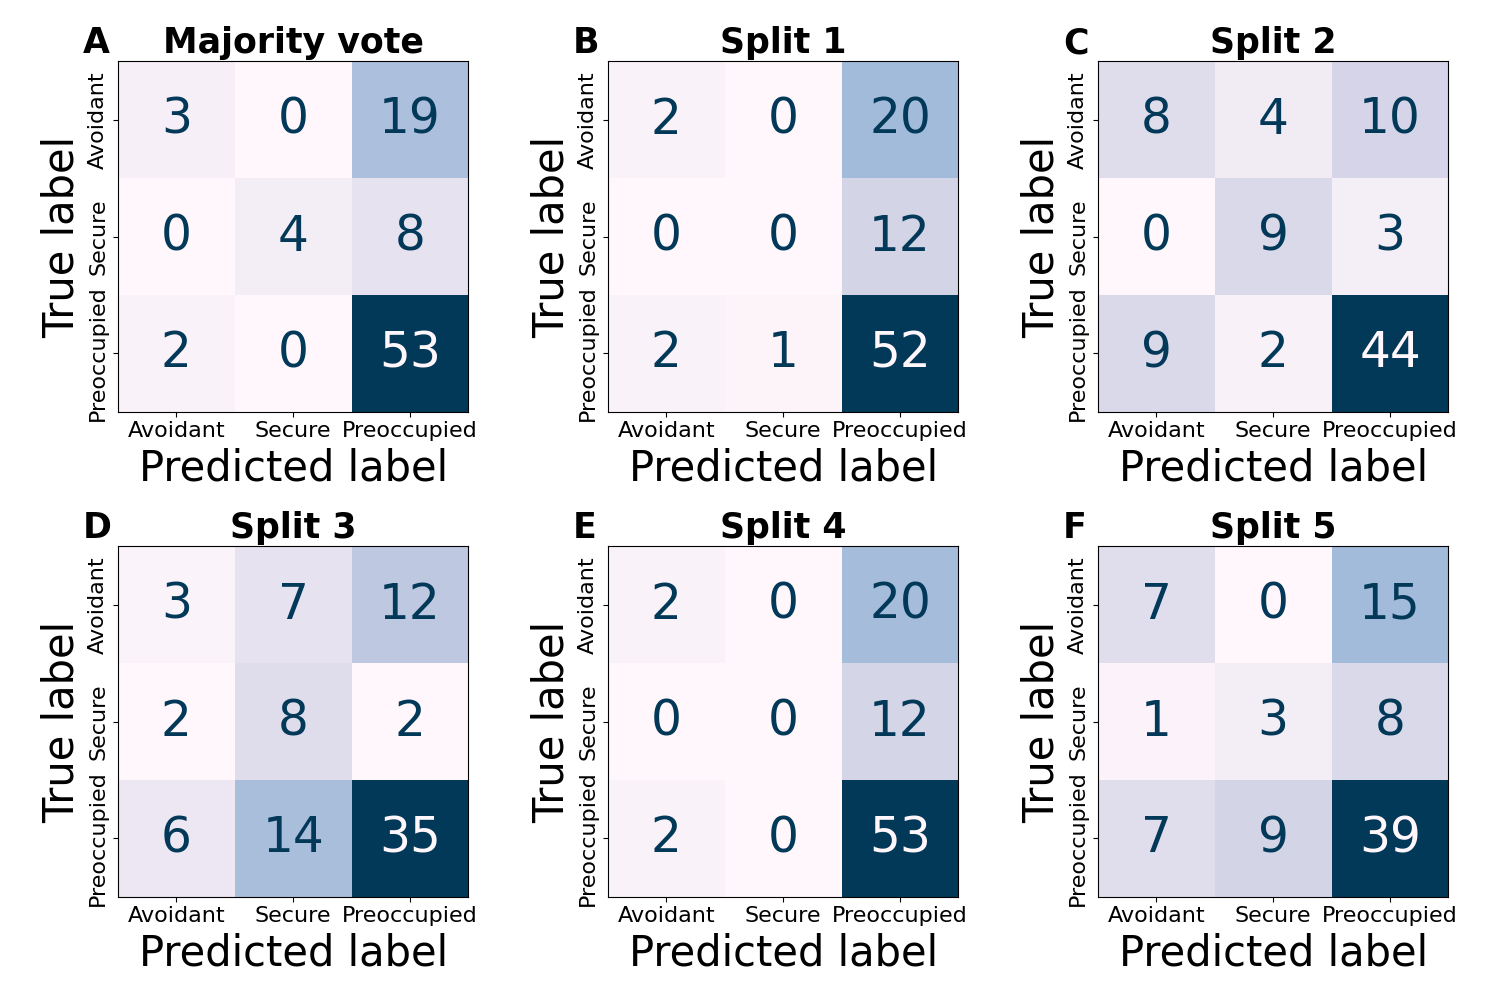 A Majority vote
True label
Avoidant
3 0 19
Secure
0 4 8
Preoccupied
2 0 53
Avoidant Secure Preoccupied
Predicted label
B Split 1
True label
Avoidant
2 0 20
Secure
0 0 12
Preoccupied
2 1 52
Avoidant Secure Preoccupied
Predicted label
C Split 2
True label
Avoidant
8 4 10
Secure
0 9 3
Preoccupied
9 2 44
Avoidant Secure Preoccupied
Predicted label
D Split 3
True label
Avoidant
3 7 12
Secure
2 8 2
Preoccupied
6 14 35
Avoidant Secure Preoccupied
Predicted label
E Split 4
True label
Avoidant
2 0 20
Secure
0 0 12
Preoccupied
2 0 53
Avoidant Secure Preoccupied
Predicted label
F Split 5
True label
Avoidant
7 0 15
Secure
1 3 8
Preoccupied
7 9 39
Avoidant Secure Preoccupied
Predicted label